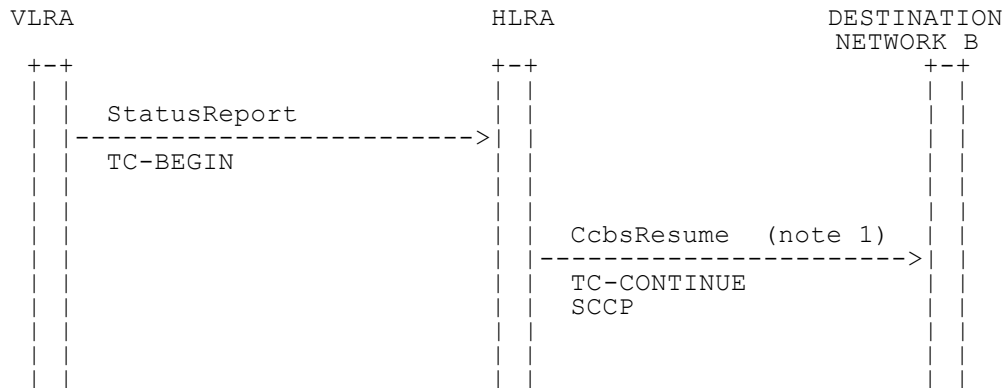 VLRA HLRA DESTINATION
NETWORK B
StatusReport
TC-BEGIN
CcbsResume (note 1)
TC-CONTINUE
SCCP